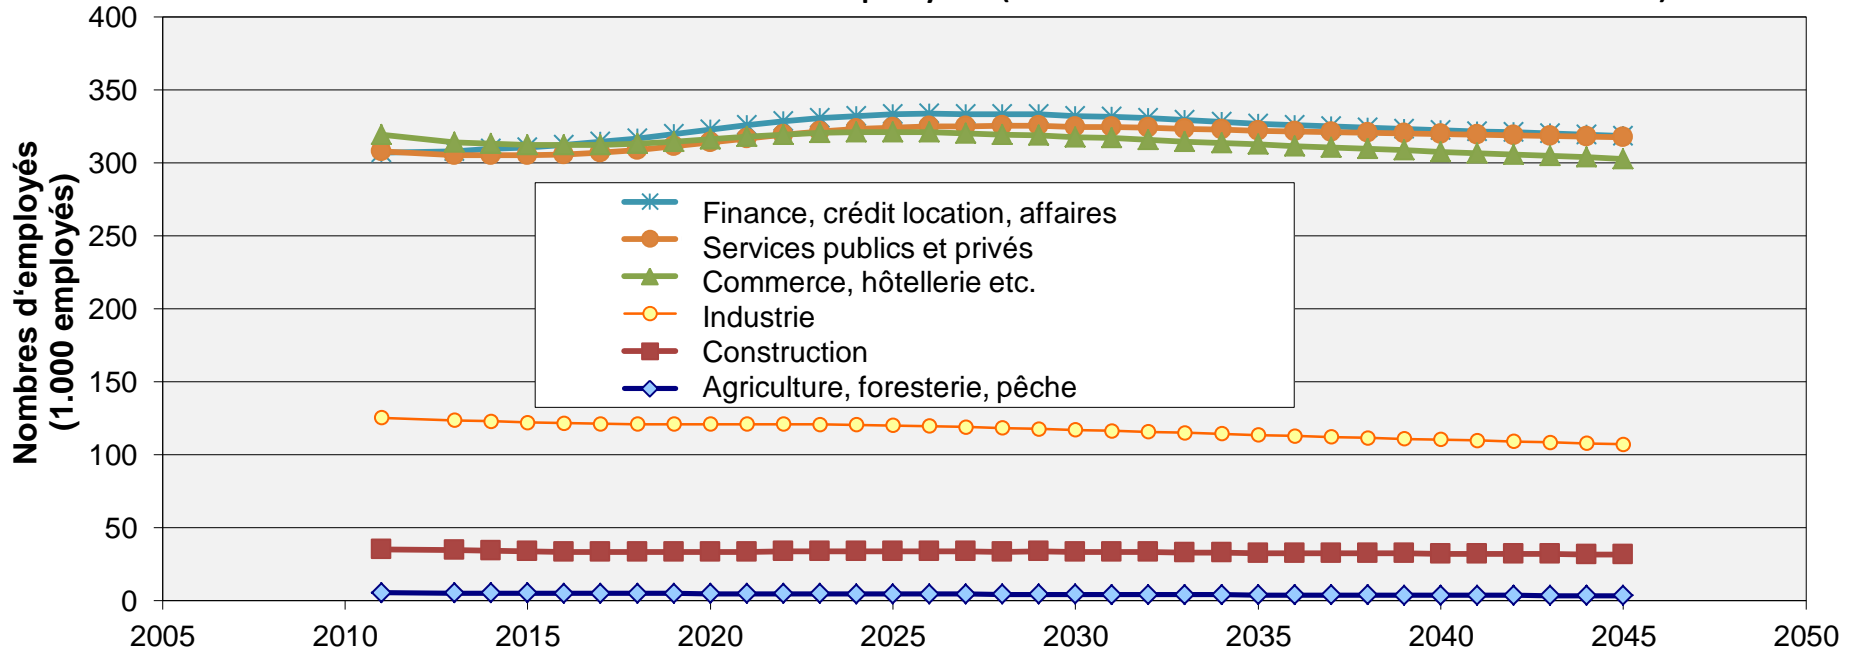 400
350
300
250
200
150
100
50
0
Nombres d‘employés
(1.000 employés)
Finance, crédit location, affaires
Services publics et privés
Commerce, hôtellerie etc.
Industrie
Construction
Agriculture, foresterie, pêche
2005 2010 2015 2020 2025 2030 2035 2040 2045 2050